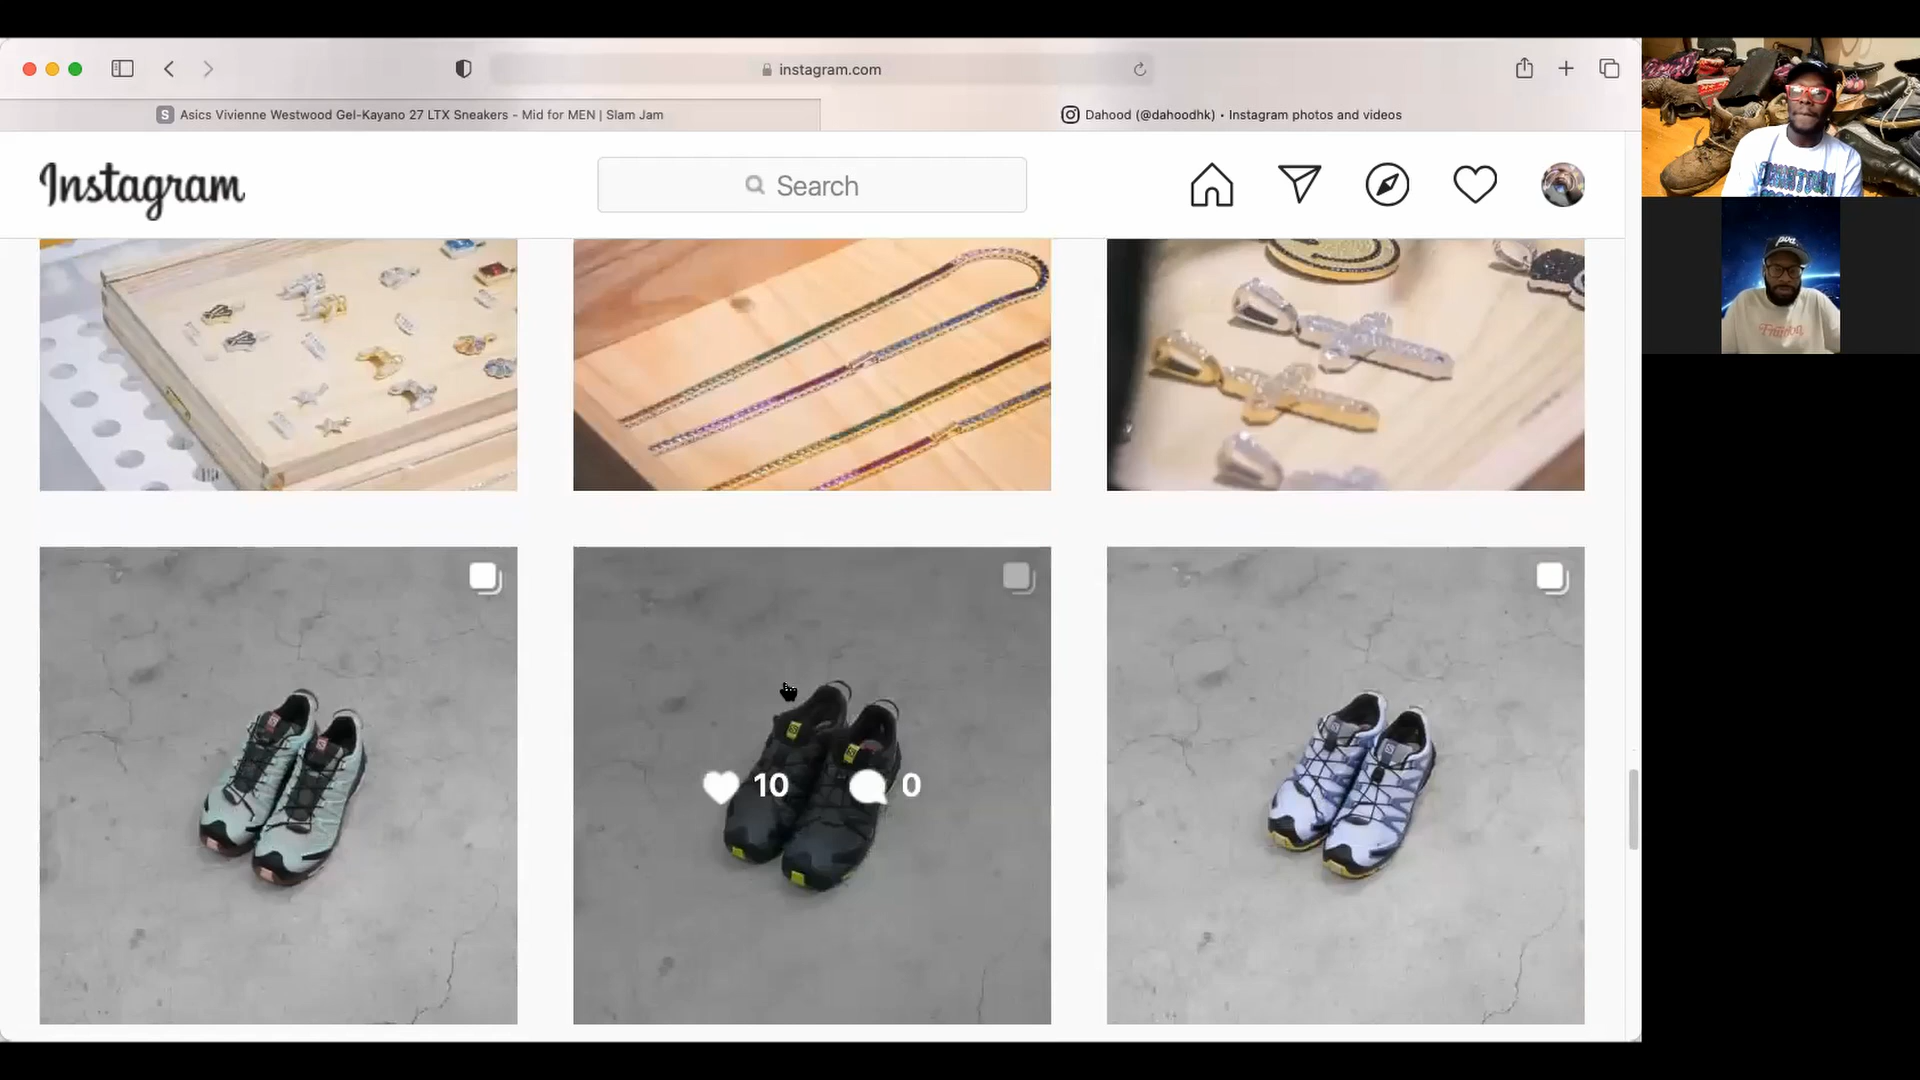 instagram.com
S Asics Vivienne Westwood Gel-Kayano 27 LTX Sneakers - Mid for MEN | Slam Jam
Dahood (@dahoodhk) • Instagram photos and videos
Instagram
Search
10
0
pva